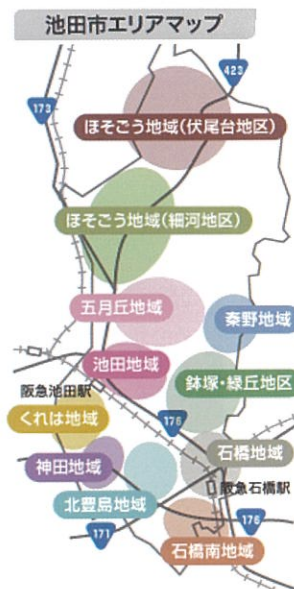 池田市エリアマップ
423
173
ほそごう地域(伏尾台地区)
ほそごう地域(細河地区)
五月丘地域
秦野地域
池田地域
鉢塚・緑丘地区
阪急池田駅
176
くれは地域
石橋地域
神田地域
阪急石橋駅
北豊島地域
171
176
石橋南地域